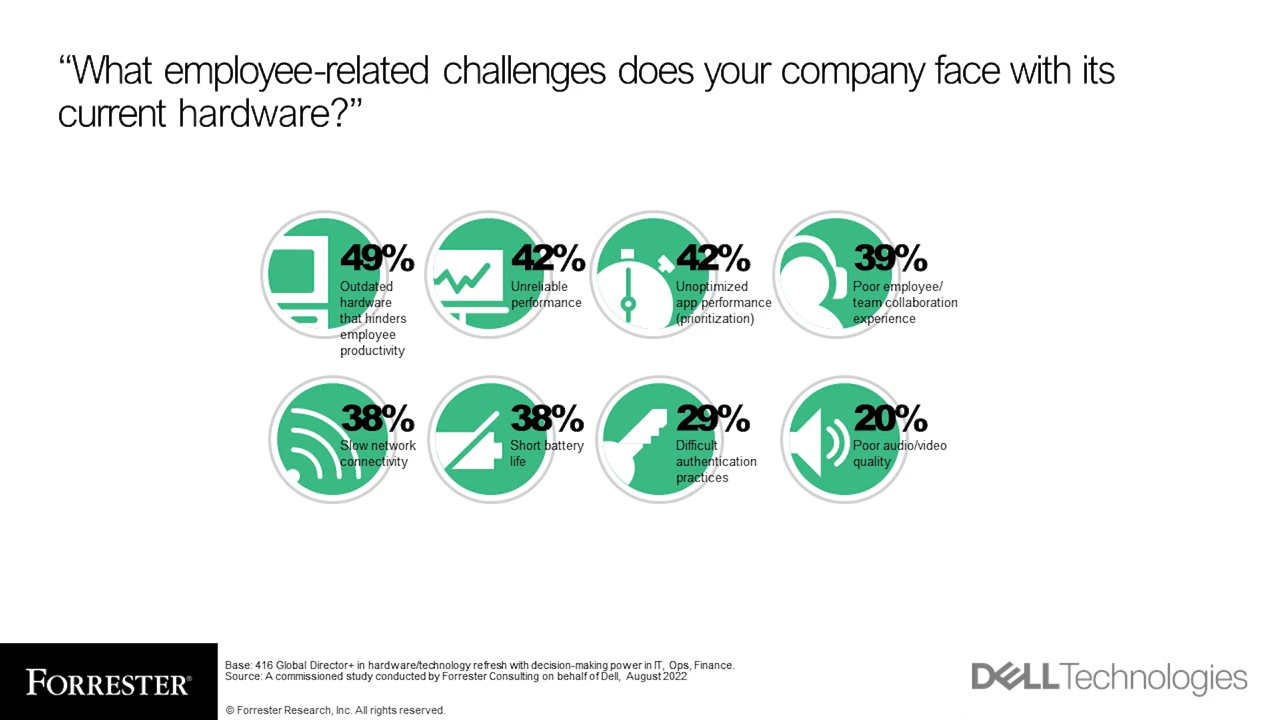 “What employee-related challenges does your company face with its
current hardware?”
49%
Outdated
hardware
that hinders
employee
productivity
42%
Unreliable
performance
42%
Unoptimized
app performance
(prioritization)
39%
Poor employee/
team collaboration
experience
38%
Slow network
connectivity
38%
Short battery
life
29%
Difficult
authentication
practices
20%
Poor audio/video
quality
FORRESTER®
Base: 416 Global Director+ in hardware/technology refresh with decision-making power in IT, Ops, Finance.
Source: A commissioned study conducted by Forrester Consulting on behalf of Dell, August 2022
© Forrester Research, Inc. All rights reserved.
DELLTechnologies